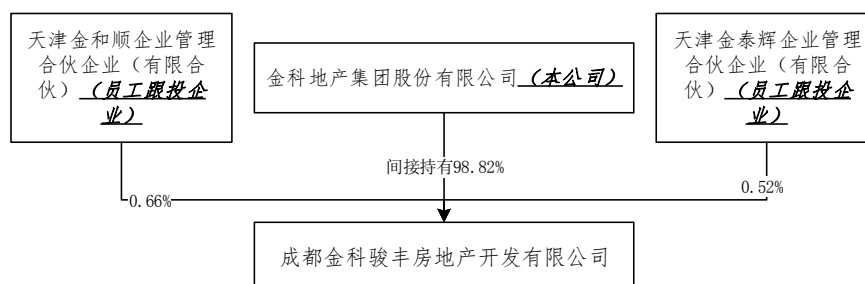 天津金和顺企业管理
合伙企业（有限合
伙）（员工跟投企
业）
金科地产集团股份有限公司（本公司）
天津金泰辉企业管理
合伙企业（有限合
伙）（员工跟投企
业）
间接持有98.82%
0.66%
0.52%
成都金科骏丰房地产开发有限公司